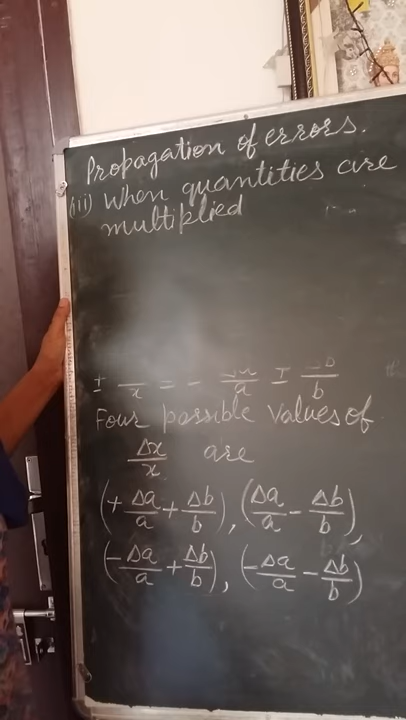 Propagation of errors.
(iii) When quantities are
multiplied
± /x = - /a ± /b
Four possible values of
Δx/x are
(+Δa/a + Δb/b), (Δa/a - Δb/b),
(-Δa/a + Δb/b), (-Δa/a - Δb/b)